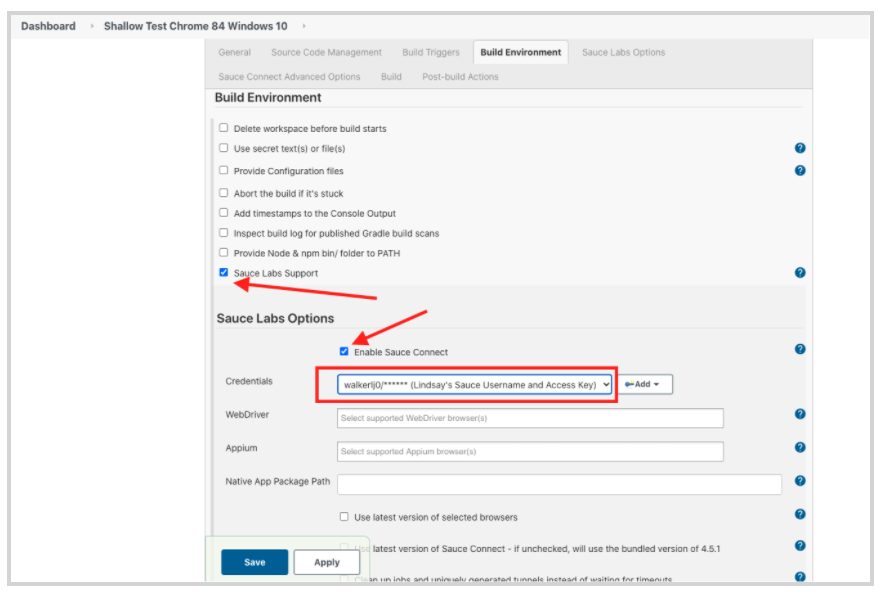 Dashboard Shallow Test Chrome 84 Windows 10
General Source Code Management Build Triggers Build Environment Sauce Labs Options
Sauce Connect Advanced Options Build Post-build Actions
Build Environment
Delete workspace before build starts
Use secret text(s) or file(s)
Provide Configuration files
Abort the build if it's stuck
Add timestamps to the Console Output
Inspect build log for published Gradle build scans
Provide Node & npm bin/ folder to PATH
Sauce Labs Support
Sauce Labs Options
Enable Sauce Connect
Credentials walkerlj0/****** (Lindsay's Sauce Username and Access Key) Add
WebDriver Select supported WebDriver browser(s)
Appium Select supported Appium browser(s)
Native App Package Path
Use latest version of selected browsers
Use latest version of Sauce Connect - if unchecked, will use the bundled version of 4.5.1
Save Apply
Clean up jobs and uniquely generated tunnels instead of waiting for timeouts